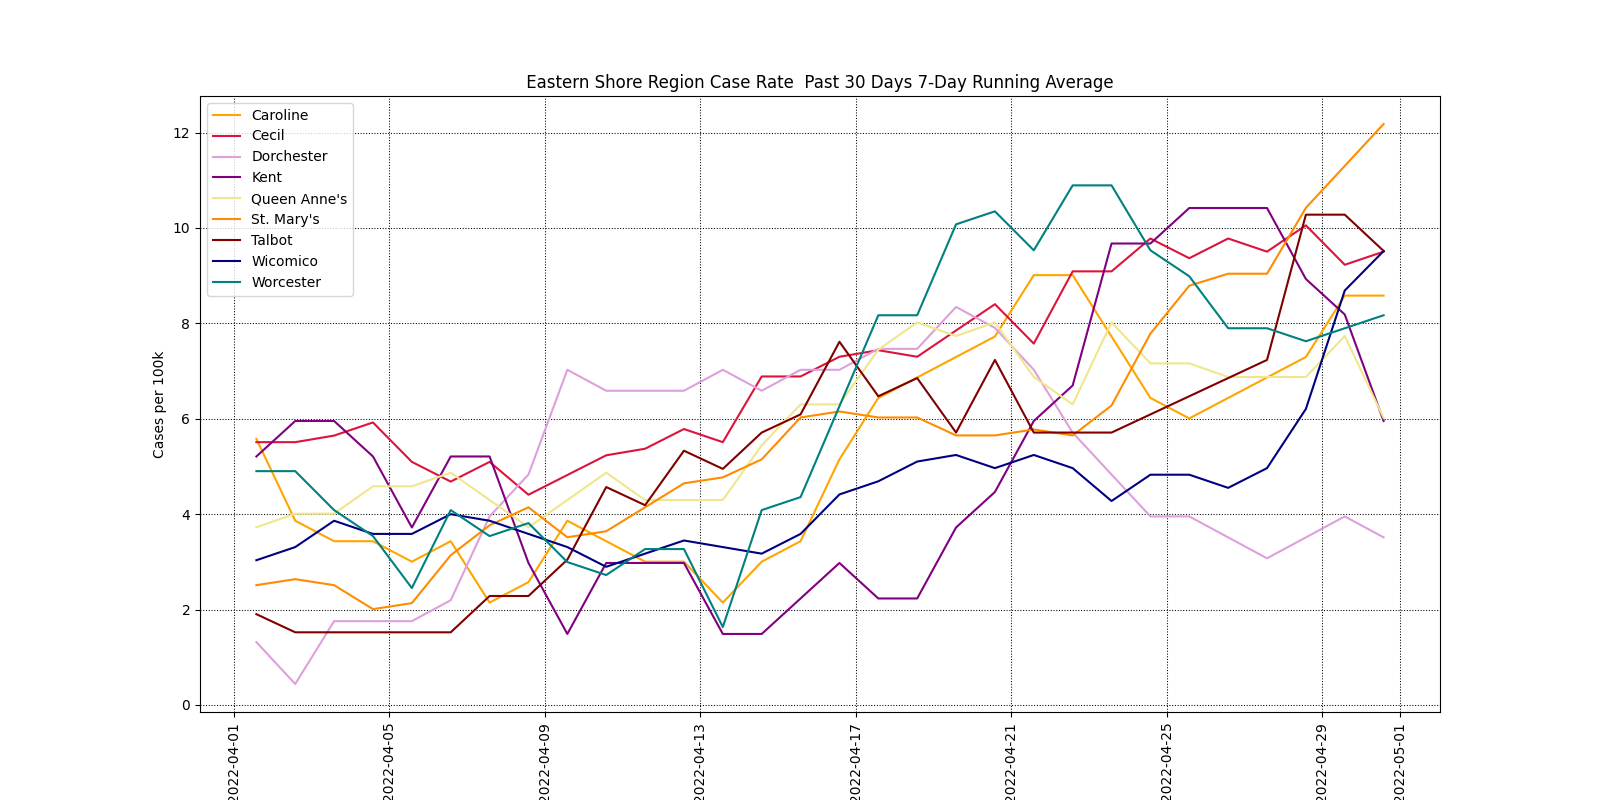 Eastern Shore Region Case Rate  Past 30 Days 7-Day Running Average
Caroline
Cecil
Dorchester
Kent
Queen Anne's
St. Mary's
Talbot
Wicomico
Worcester
Cases per 100k
12
10
8
6
4
2
0
2022-04-01
2022-04-05
2022-04-09
2022-04-13
2022-04-17
2022-04-21
2022-04-25
2022-04-29
2022-05-01